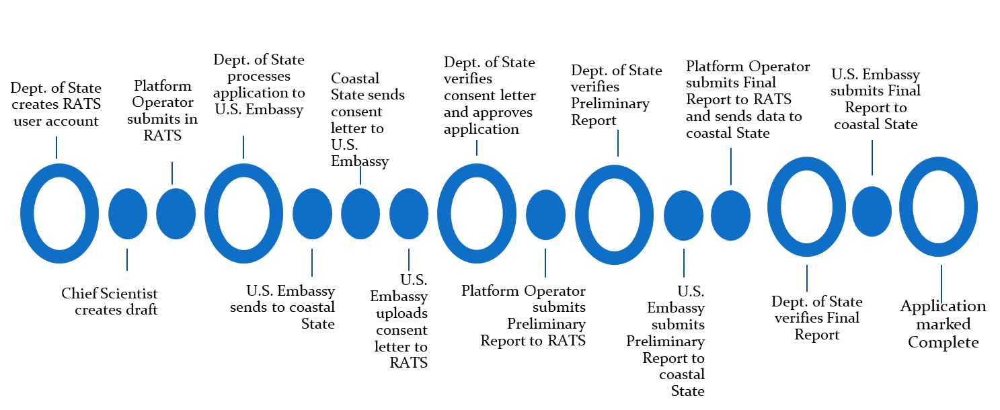 Dept. of State
creates RATS
user account
Chief Scientist
creates draft
Platform
Operator
submits in
RATS
Dept. of State
processes
application to
U.S. Embassy
U.S. Embassy
sends to coastal
State
Coastal
State sends
consent
letter to
U.S.
Embassy
U.S.
Embassy
uploads
consent
letter to
RATS
Dept. of State
verifies
consent letter
and approves
application
Platform Operator
submits
Preliminary
Report to RATS
Dept. of State
verifies
Preliminary
Report
U.S.
Embassy
submits
Preliminary
Report to
coastal
State
Platform Operator
submits Final
Report to RATS
and sends data to
coastal State
Dept. of State
verifies Final
Report
U.S. Embassy
submits Final
Report to
coastal State
Application
marked
Complete